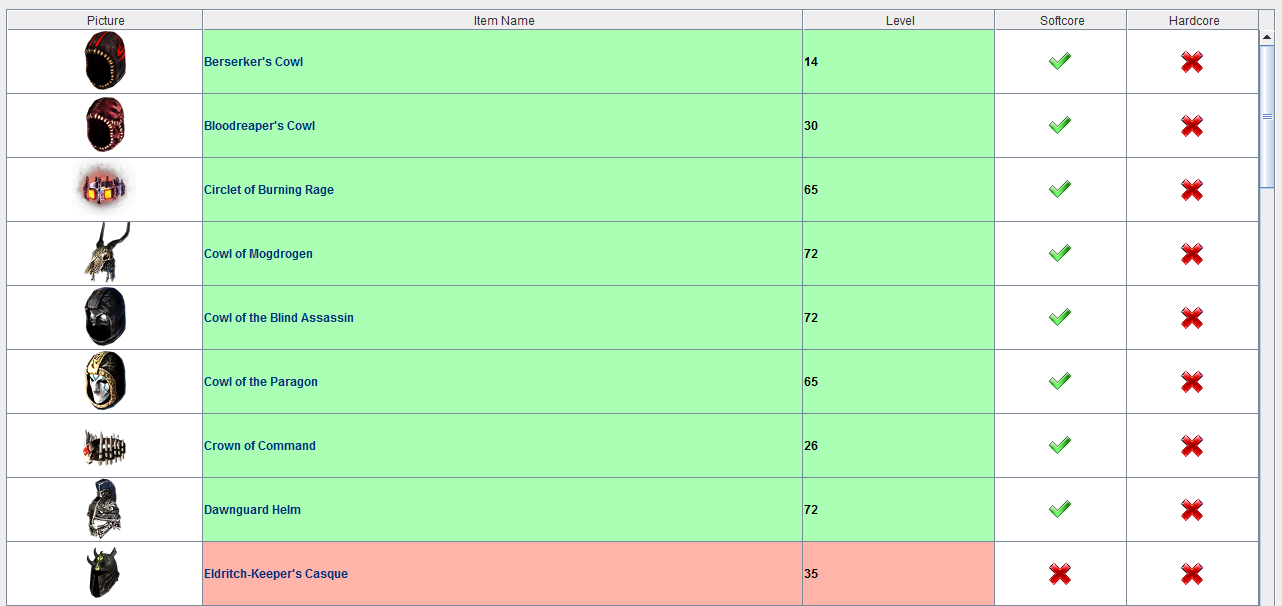 Picture Item Name Level Softcore Hardcore
Berserker's Cowl 14
Bloodreaper's Cowl 30
Circlet of Burning Rage 65
Cowl of Mogdrogen 72
Cowl of the Blind Assassin 72
Cowl of the Paragon 65
Crown of Command 26
Dawnguard Helm 72
Eldritch-Keeper's Casque 35